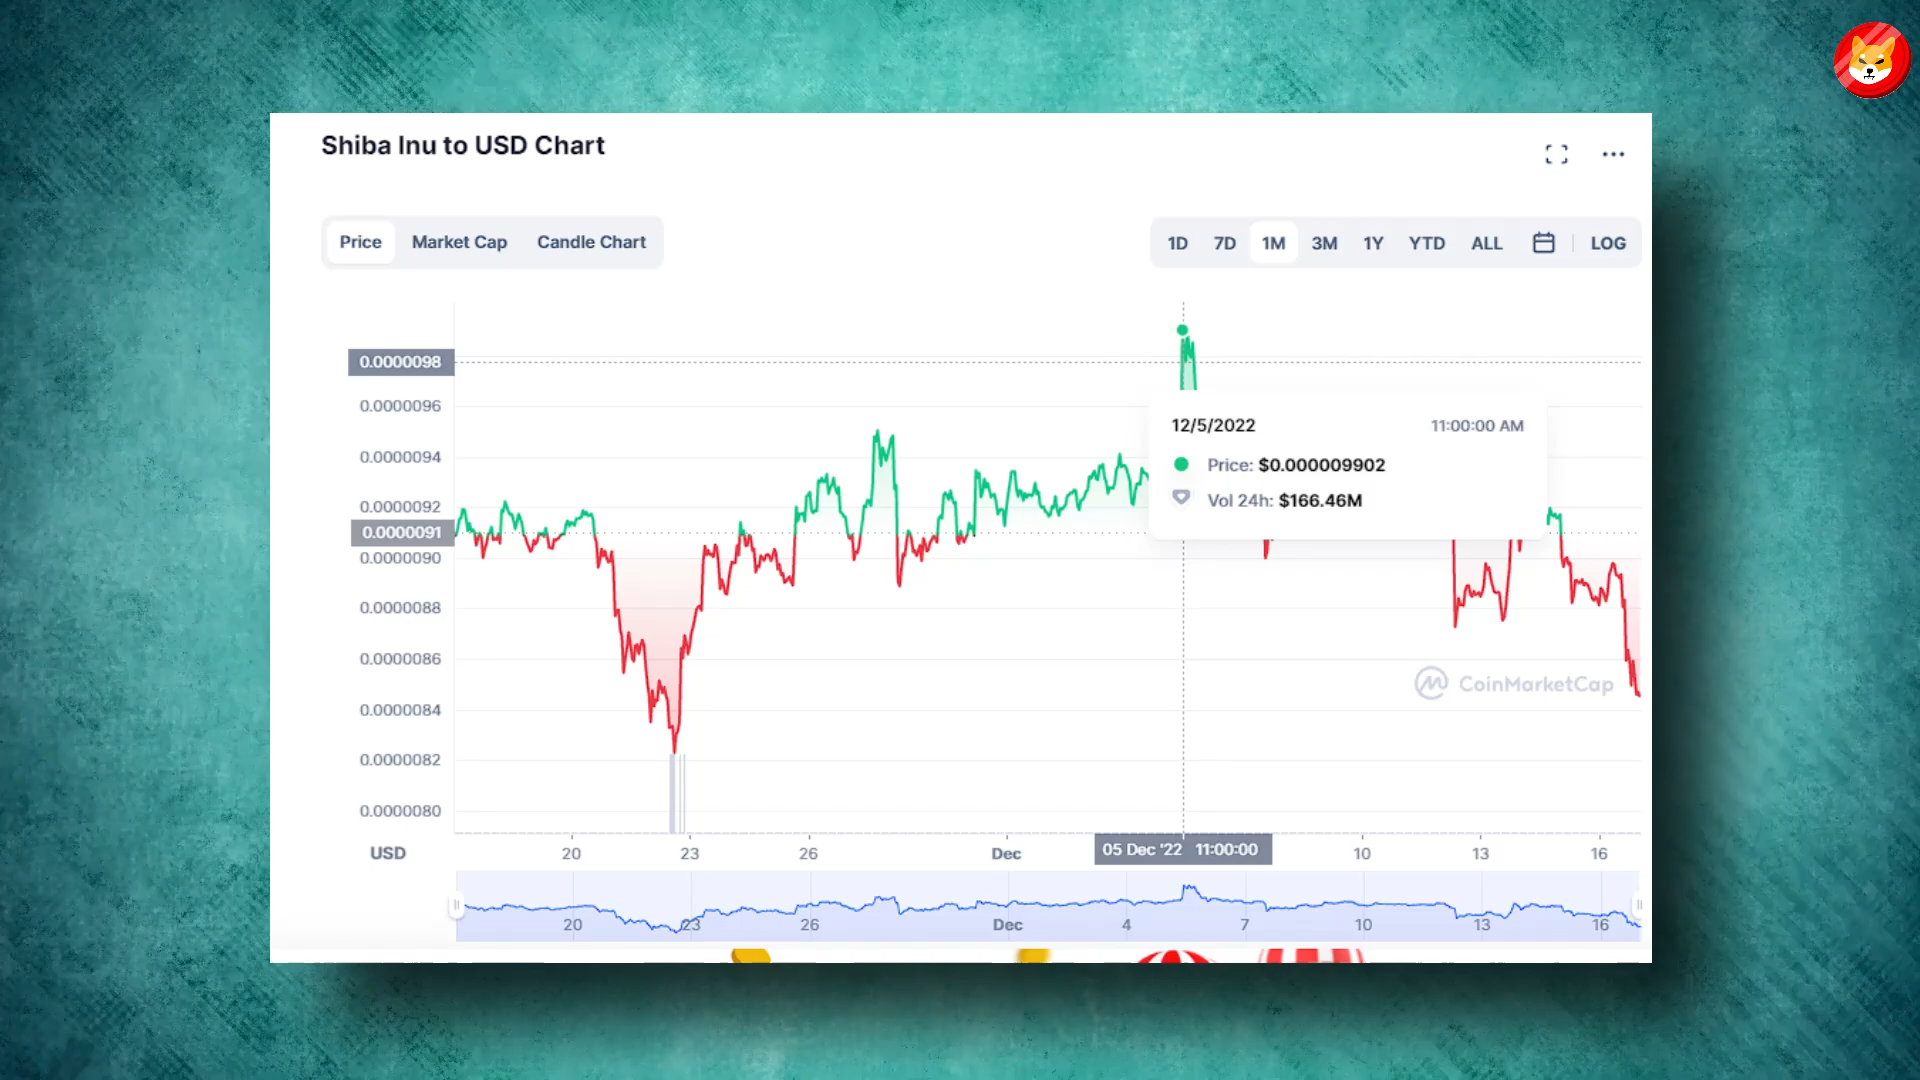 Shiba Inu to USD Chart
Price Market Cap Candle Chart
1D 7D 1M 3M 1Y YTD ALL LOG
0.0000098
0.0000096
0.0000094
0.0000092
0.0000091
0.0000090
0.0000088
0.0000086
0.0000084
0.0000082
0.0000080
12/5/2022 11:00:00 AM
Price: $0.000009902
Vol 24h: $166.46M
CoinMarketCap
USD 20 23 26 Dec 05 Dec '22 11:00:00 10 13 16
20 23 26 Dec 4 7 10 13 16